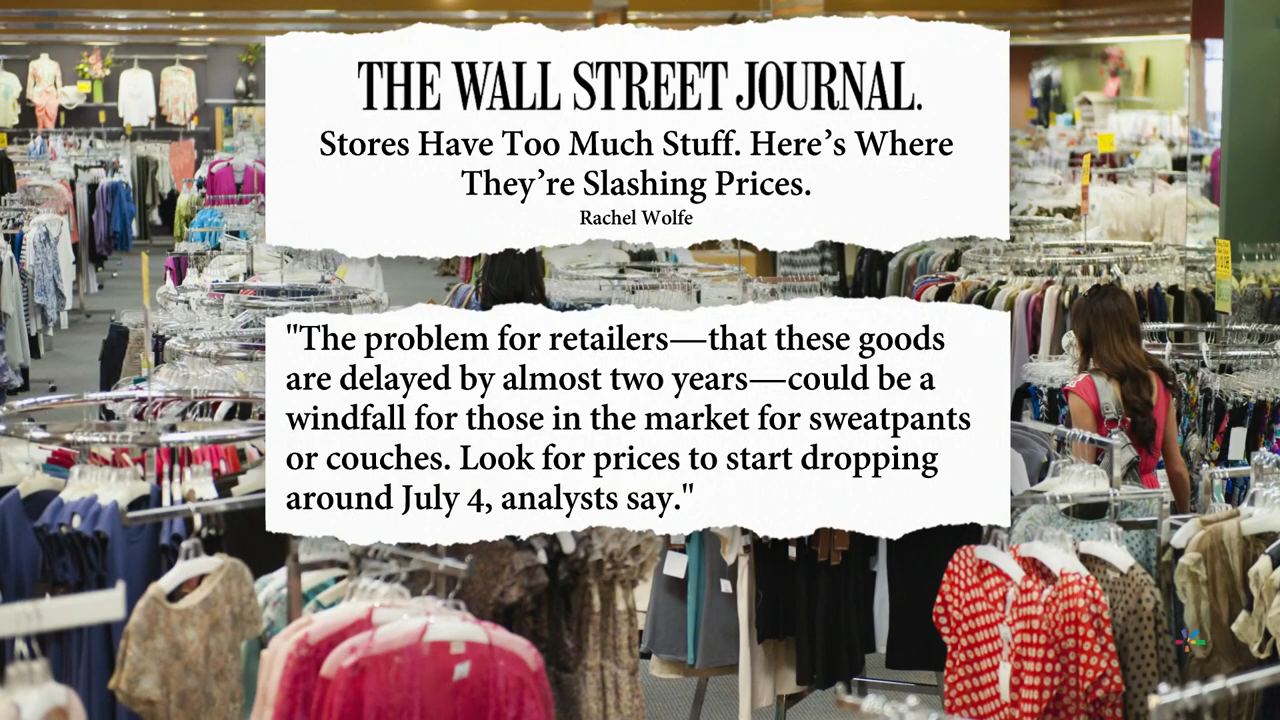 THE WALL STREET JOURNAL.
Stores Have Too Much Stuff. Here’s Where
They’re Slashing Prices.
Rachel Wolfe
"The problem for retailers—that these goods
are delayed by almost two years—could be a
windfall for those in the market for sweatpants
or couches. Look for prices to start dropping
around July 4, analysts say."